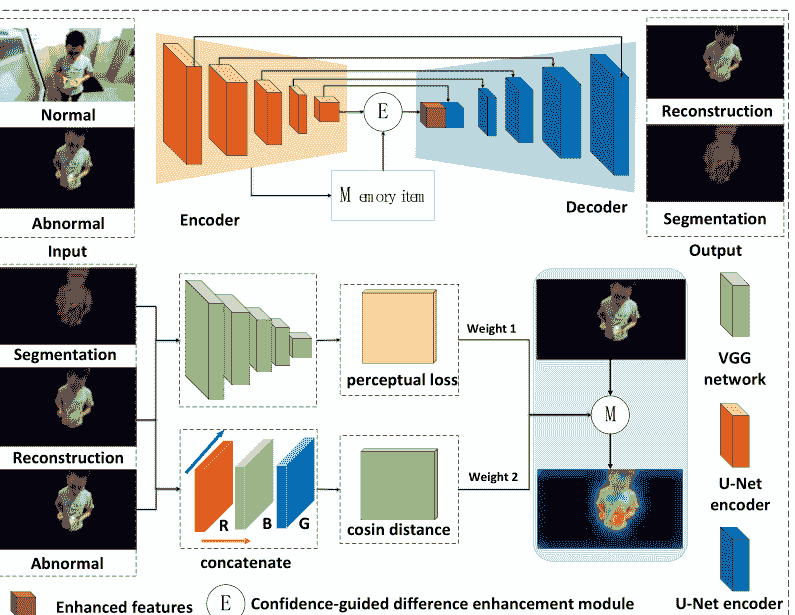 Normal
Abnormal
Input
Encoder
E
Memory item
Decoder
Reconstruction
Segmentation
Output
Segmentation
Reconstruction
Abnormal
perceptual loss
R
B
G
concatenate
cosin distance
Weight 1
Weight 2
M
VGG
network
U-Net
encoder
U-Net encoder
Enhanced features
E
Confidence-guided difference enhancement module